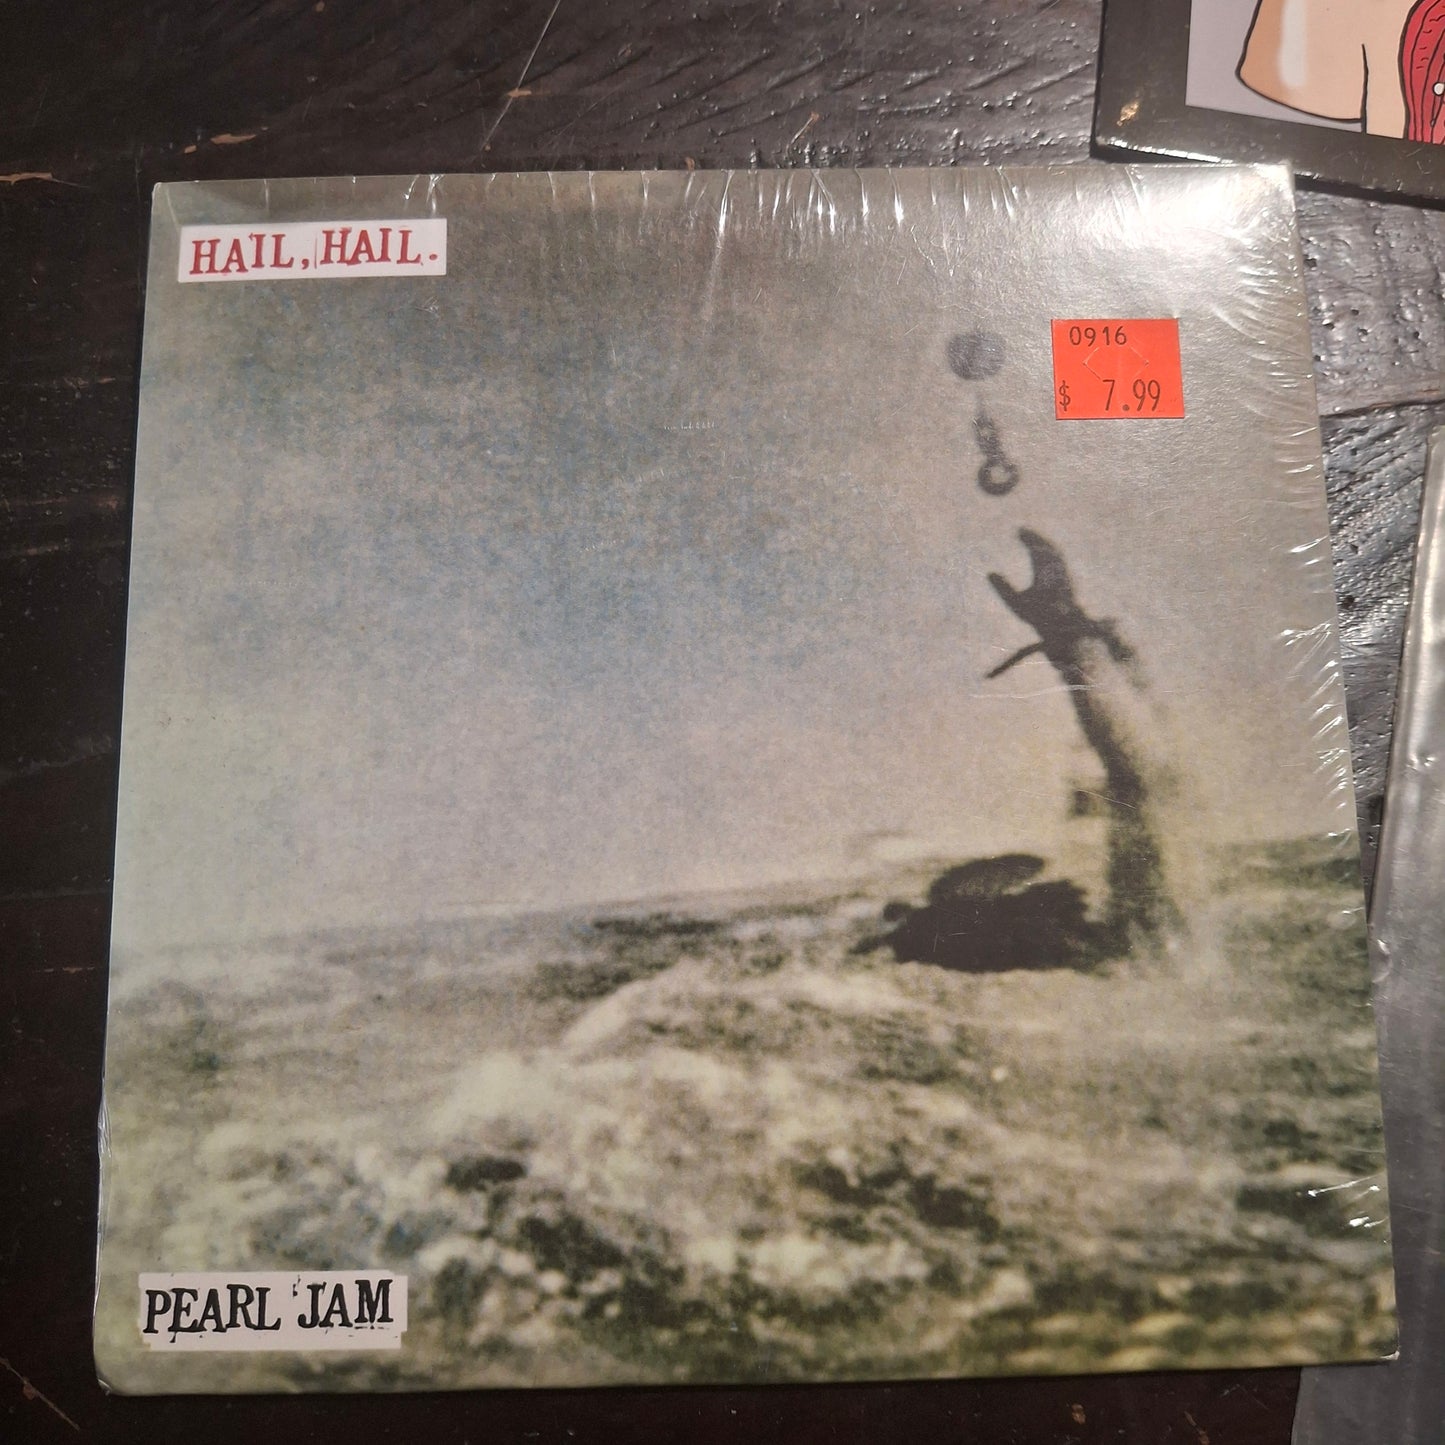 HAIL, HAIL.
0916
$ 7.99
PEARL JAM